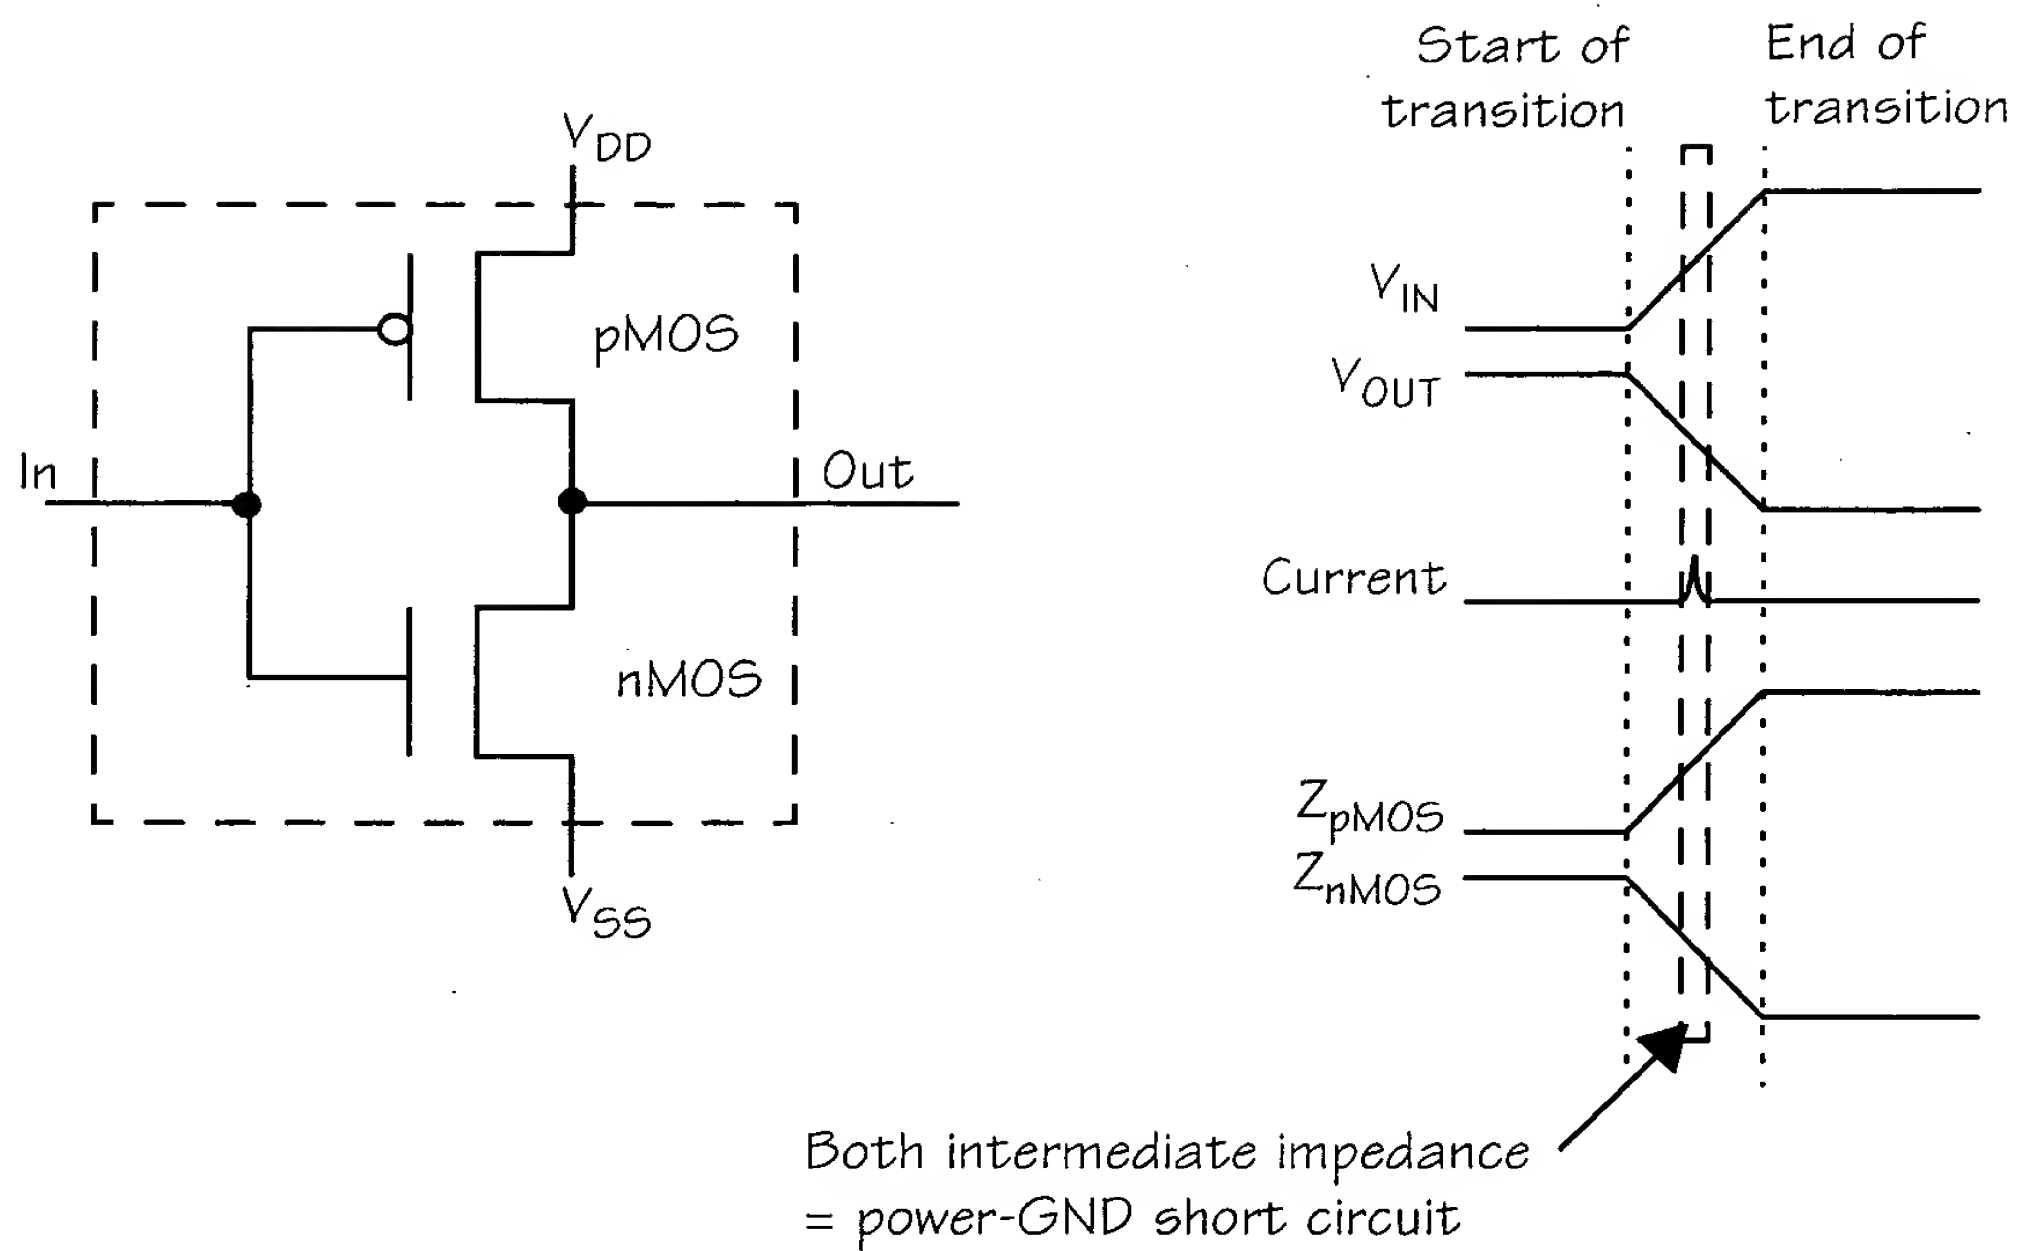 Start of
transition
End of
transition
VDD
pMOS
In
Out
nMOS
VSS
VIN
VOUT
Current
ZpMOS
ZnMOS
Both intermediate impedance
= power-GND short circuit